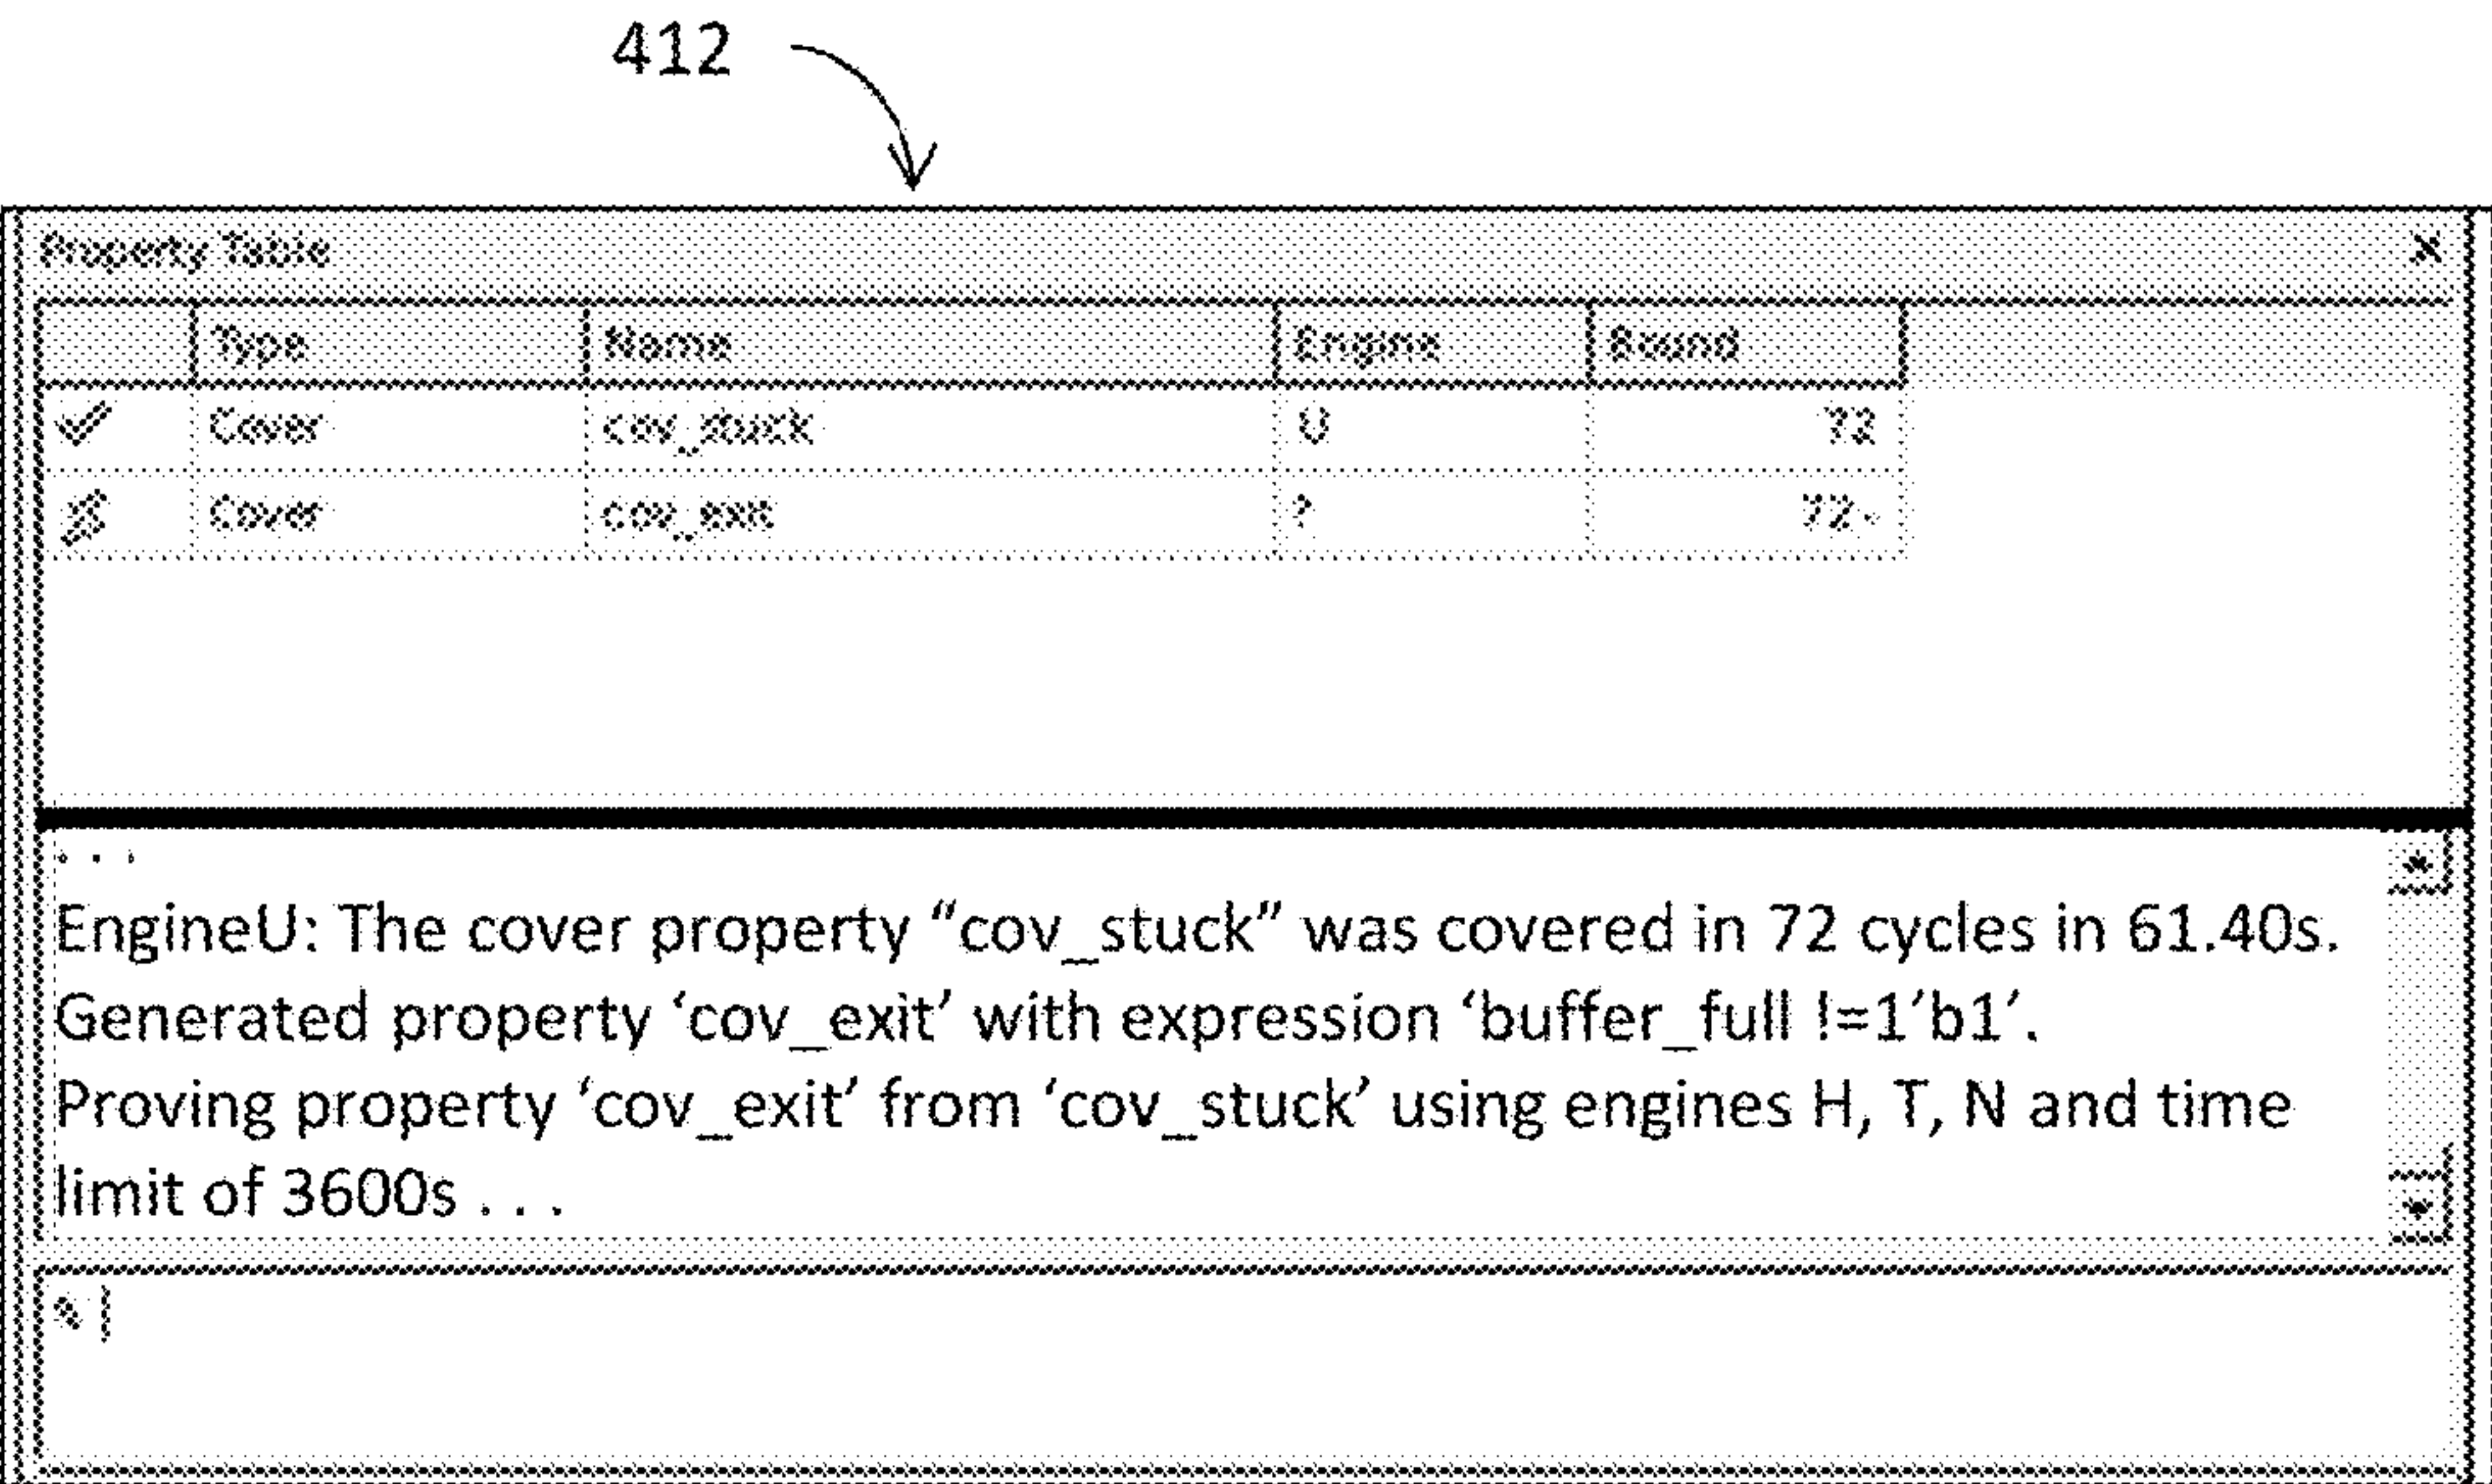 412
Property Table ×
Type Name Engine Bound
Cover cov_stuck U 72
Cover cov_exit ? 72-
. . .
EngineU: The cover property “cov_stuck” was covered in 72 cycles in 61.40s.
Generated property ‘cov_exit’ with expression ‘buffer_full !=1’b1’.
Proving property ‘cov_exit’ from ‘cov_stuck’ using engines H, T, N and time
limit of 3600s . . .